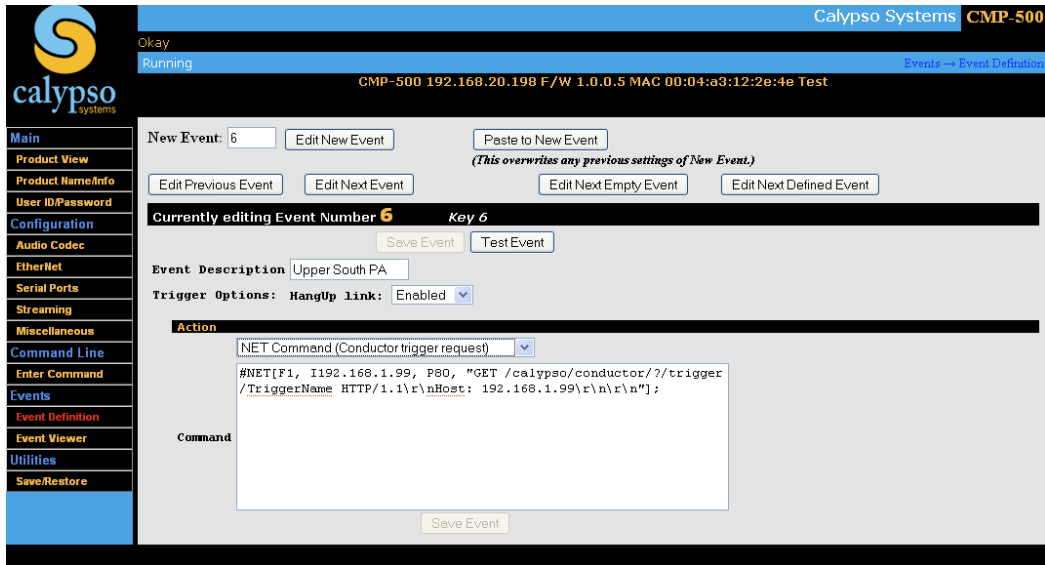 Calypso Systems CMP-500
Okay
Running Events → Event Definition
CMP-500 192.168.20.198 F/W 1.0.0.5 MAC 00:04:a3:12:2e:4e Test
calypso
systems
Main
Product View
Product Name/Info
User ID/Password
Configuration
Audio Codec
EtherNet
Serial Ports
Streaming
Miscellaneous
Command Line
Enter Command
Events
Event Definition
Event Viewer
Utilities
Save/Restore
New Event: 6 Edit New Event Paste to New Event
(This overwrites any previous settings of New Event.)
Edit Previous Event Edit Next Event Edit Next Empty Event Edit Next Defined Event
Currently editing Event Number 6 Key 6
Save Event Test Event
Event Description Upper South PA
Trigger Options: HangUp link: Enabled
Action
NET Command (Conductor trigger request)
#NET[F1, I192.168.1.99, P80, "GET /calypso/conductor/?/trigger
/TriggerName HTTP/1.1\r\nHost: 192.168.1.99\r\n\r\n"];
Command
Save Event